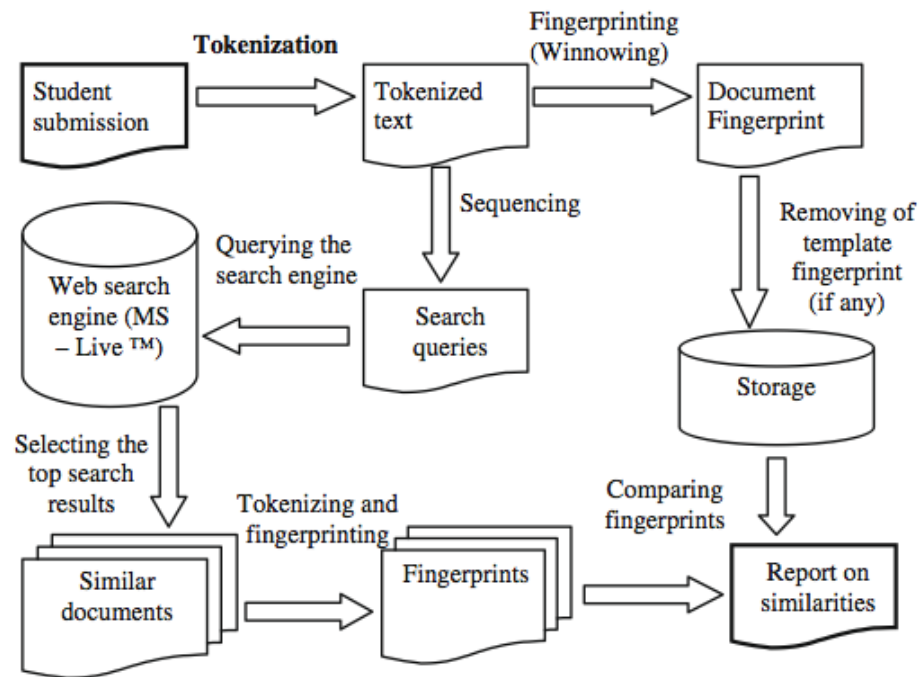 Tokenization
Fingerprinting
(Winnowing)
Student
submission
Tokenized
text
Document
Fingerprint
Sequencing
Removing of
template
fingerprint
(if any)
Querying the
search engine
Web search
engine (MS
– Live ™)
Search
queries
Storage
Selecting the
top search
results
Tokenizing and
fingerprinting
Comparing
fingerprints
Similar
documents
Fingerprints
Report on
similarities